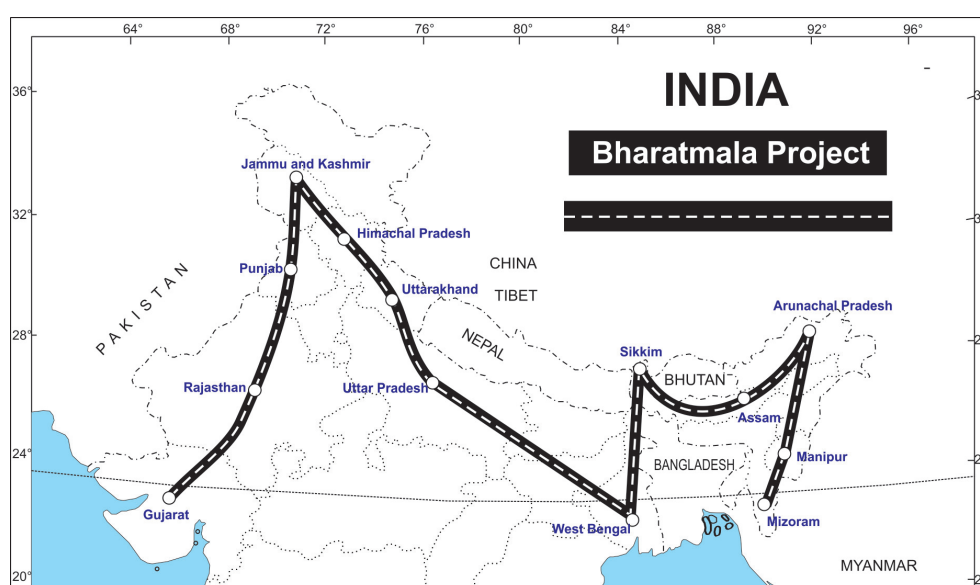 64° 68° 72° 76° 80° 84° 88° 92° 96°
36°
INDIA
Bharatmala Project
Jammu and Kashmir
32°
Himachal Pradesh
CHINA
Punjab
PAKISTAN
Uttarakhand
TIBET
Arunachal Pradesh
28°
NEPAL
Sikkim
BHUTAN
Rajasthan
Uttar Pradesh
Assam
24°
Manipur
BANGLADESH
Gujarat
West Bengal
Mizoram
MYANMAR
20°